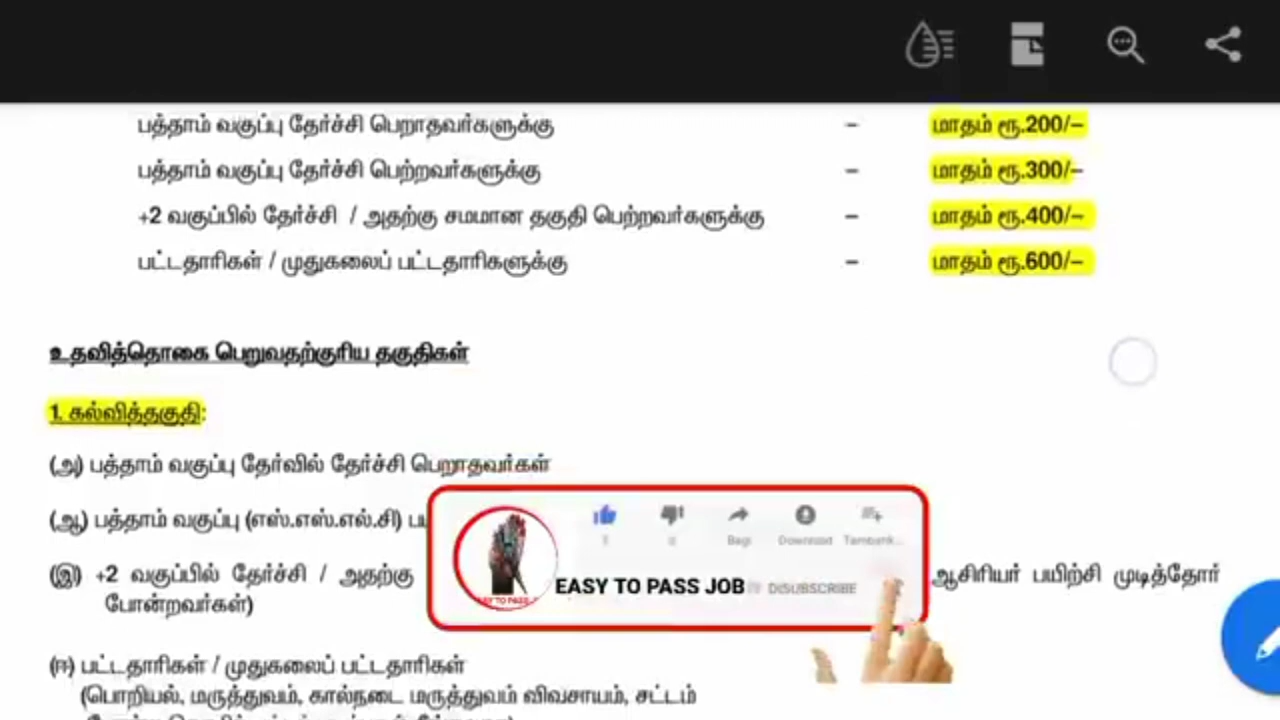 பத்தாம் வகுப்பு தேர்ச்சி பெறாதவர்களுக்கு – மாதம் ரூ.200/–
பத்தாம் வகுப்பு தேர்ச்சி பெற்றவர்களுக்கு – மாதம் ரூ.300/–
+2 வகுப்பில் தேர்ச்சி / அதற்கு சமமான தகுதி பெற்றவர்களுக்கு – மாதம் ரூ.400/–
பட்டதாரிகள் / முதுகலைப் பட்டதாரிகளுக்கு – மாதம் ரூ.600/–
உதவித்தொகை பெறுவதற்குரிய தகுதிகள்
1. கல்வித்தகுதி:
(அ) பத்தாம் வகுப்பு தேர்வில் தேர்ச்சி பெறாதவர்கள்
(ஆ) பத்தாம் வகுப்பு (எஸ்.எஸ்.எல்.சி)
(இ) +2 வகுப்பில் தேர்ச்சி / அதற்கு ஆசிரியர் பயிற்சி முடித்தோர்
போன்றவர்கள்)
Bagi Download Tambahk...
EASY TO PASS JOB DISUBSCRIBE
(ஈ) பட்டதாரிகள் / முதுகலைப் பட்டதாரிகள்
(பொறியல், மருத்துவம், கால்நடை மருத்துவம் விவசாயம், சட்டம்